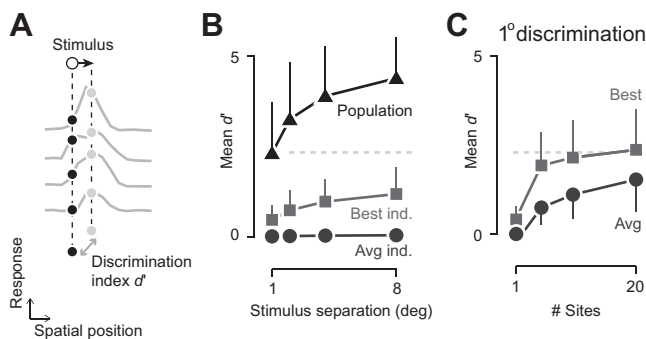 A
Stimulus
Discrimination
index d'
Response
Spatial position
B
5
Mean d'
0
Population
Best ind.
Avg ind.
1
8
Stimulus separation (deg)
C
1° discrimination
5
Mean d'
0
Best
Avg
1
20
# Sites